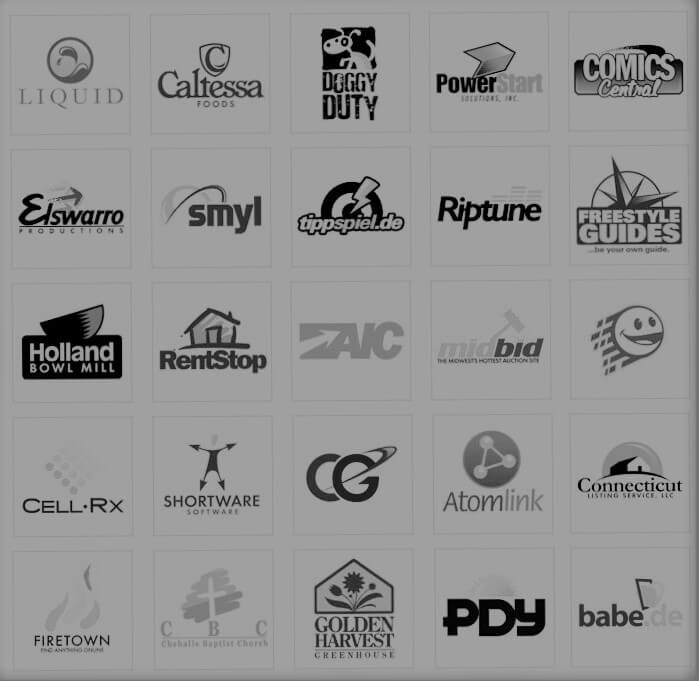 LIQUID
Caltessa
FOODS
DOGGY
DUTY
PowerStart
SOLUTIONS, INC.
COMICS
Central
Elswarro
PRODUCTIONS
smyl
tippspiel.de
Riptune
FREESTYLE
GUIDES
...be your own guide.
Holland
BOWL MILL
RentStop
AIC
midbid
THE MIDWEST'S HOTTEST AUCTION SITE
CELL·RX
SHORTWARE
SOFTWARE
CG
Atomlink
Connecticut
LISTING SERVICE, LLC
FIRETOWN
FIND ANYTHING ONLINE
C B C
Chehalis Baptist Church
GOLDEN
HARVEST
GREENHOUSE
PDY
babe.de